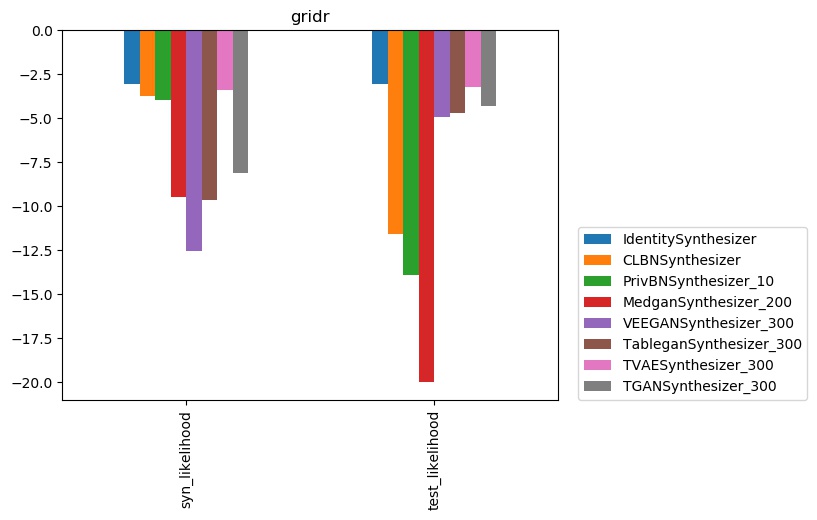 gridr
0.0
−2.5
−5.0
−7.5
−10.0
−12.5
−15.0
−17.5
−20.0
syn_likelihood
test_likelihood
IdentitySynthesizer
CLBNSynthesizer
PrivBNSynthesizer_10
MedganSynthesizer_200
VEEGANSynthesizer_300
TableganSynthesizer_300
TVAESynthesizer_300
TGANSynthesizer_300